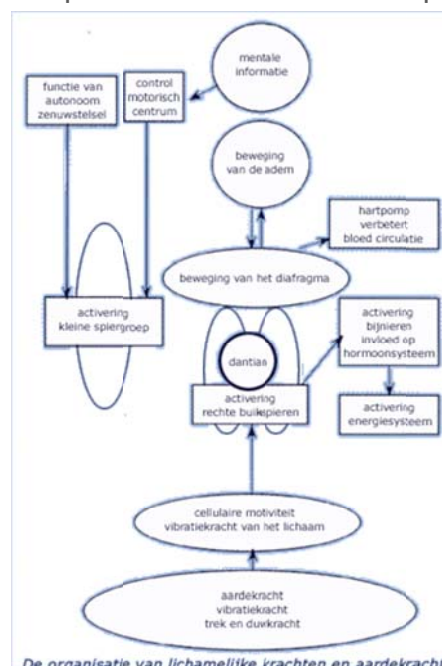 mentale
informatie
functie van
autonoom
zenuwstelsel
control
motorisch
centrum
beweging
van de adem
hartpomp
verbetert
bloed circulatie
beweging van het diafragma
activering
kleine spiergroep
activering
bijnieren
invloed op
hormoonsysteem
dantian
activering
rechte buikspieren
activering
energiesysteem
cellulaire motiviteit
vibratiekracht van het lichaam
aardekracht
vibratiekracht
trek en duwkracht
De organisatie van lichamelijke krachten en aardekracht